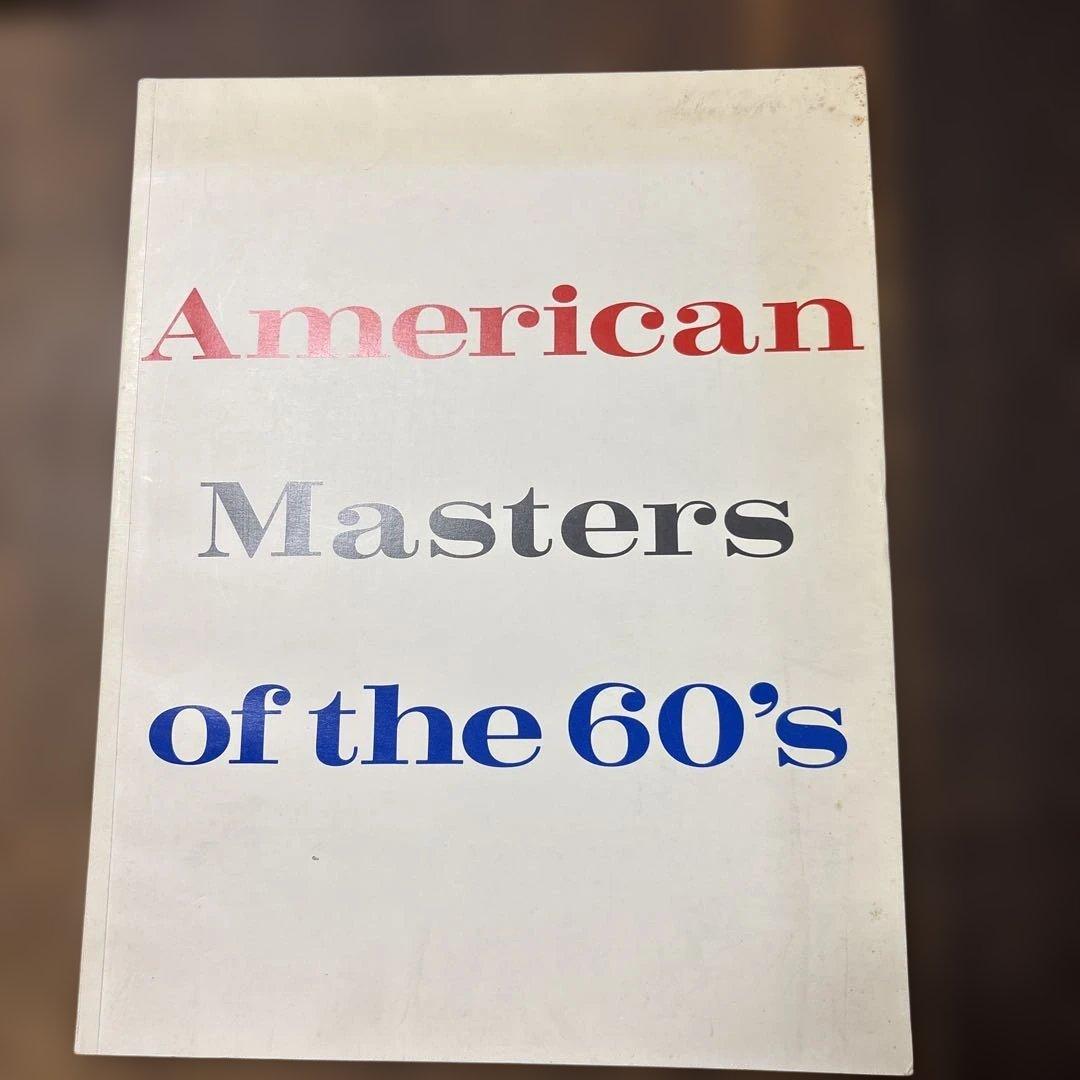 American
Masters
of the 60's